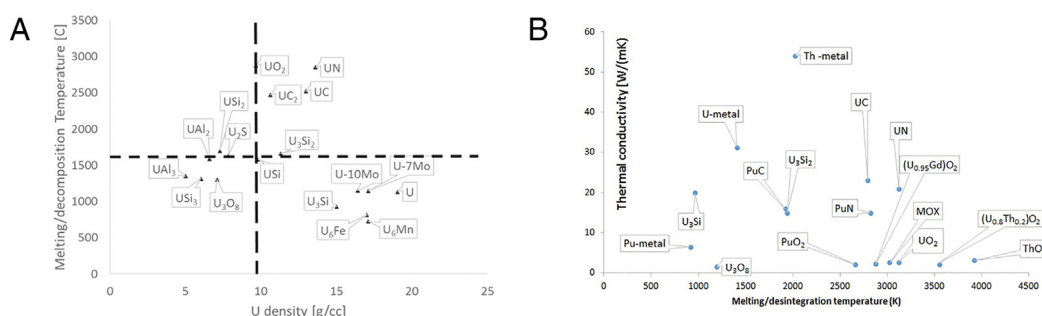 A
Melting/decomposition Temperature [C]
3500
3000
2500
2000
1500
1000
500
0
0
5
10
15
20
25
U density [g/cc]
UO₂
UN
UC₂
UC
USi₂
UAl₂
U₂S
U₃Si₂
UAl₃
USi
U-10Mo
U-7Mo
USi₃
U₃O₈
U₃Si
U
U₆Fe
U₆Mn
B
Thermal conductivity [W/(mK)
60
50
40
30
20
10
0
0
500
1000
1500
2000
2500
3000
3500
4000
4500
Melting/desintegration temperature (K)
Th -metal
U-metal
UC
UN
PuC
U₃Si₂
(U₀.₉₅Gd)O₂
U₃Si
PuN
MOX
(U₀.₈Th₀.₂)O₂
Pu-metal
PuO₂
UO₂
ThO
U₃O₈